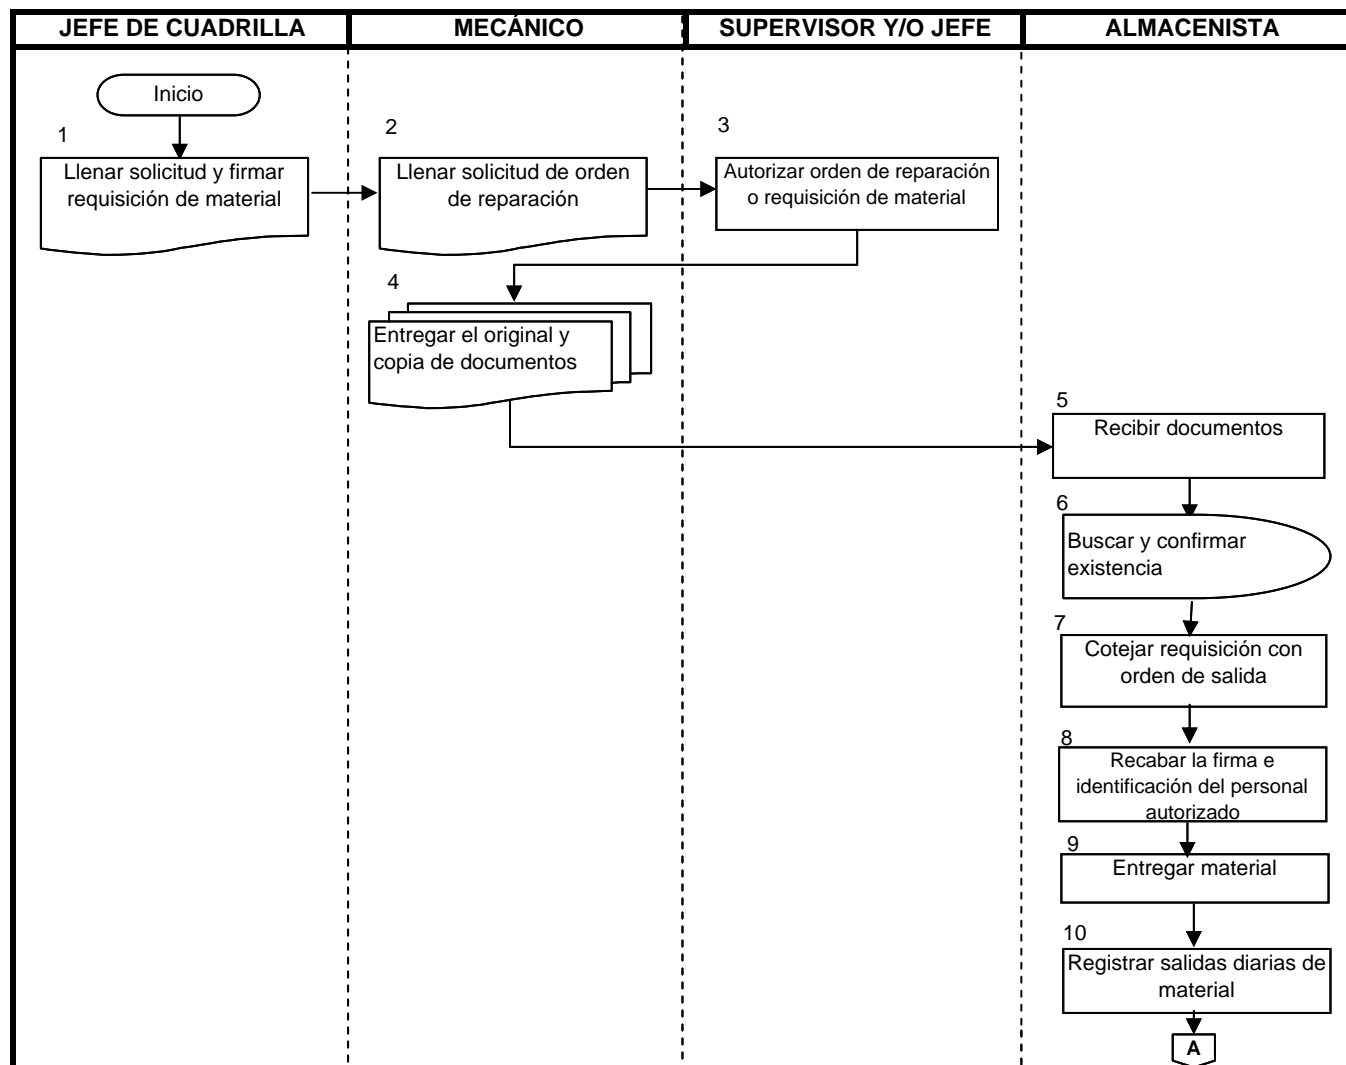 JEFE DE CUADRILLA
MECÁNICO
SUPERVISOR Y/O JEFE
ALMACENISTA
Inicio
1
Llenar solicitud y firmar
requisición de material
2
Llenar solicitud de orden
de reparación
3
Autorizar orden de reparación
o requisición de material
4
Entregar el original y
copia de documentos
5
Recibir documentos
6
Buscar y confirmar
existencia
7
Cotejar requisición con
orden de salida
8
Recabar la firma e
identificación del personal
autorizado
9
Entregar material
10
Registrar salidas diarias de
material
A